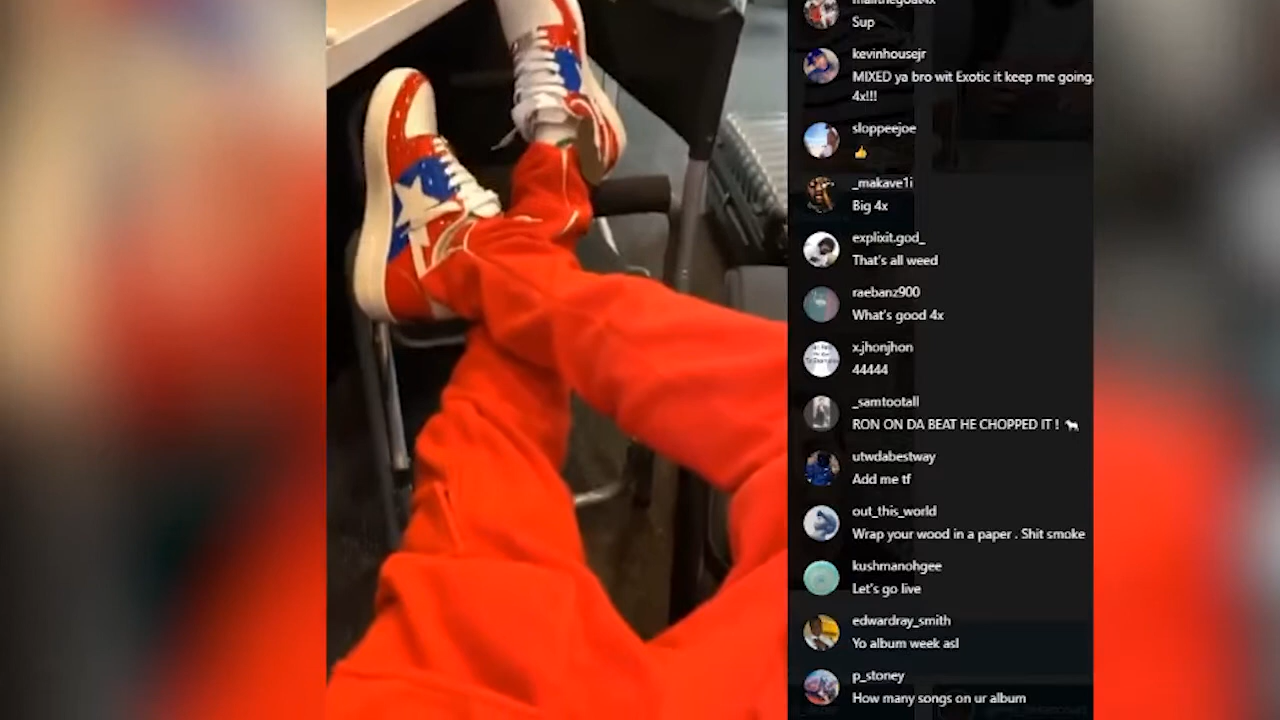 Sup
kevinhousejr
MIXED ya bro wit Exotic it keep me going.
4x!!!
sloppeejoe
👍
_makave1i
Big 4x
explixit.god_
That's all weed
raebanz900
What's good 4x
x.jhonjhon
44444
_samtootall
RON ON DA BEAT HE CHOPPED IT ! 🐐
utwdabestway
Add me tf
out_this_world
Wrap your wood in a paper . Shit smoke
kushmanohgee
Let's go live
edwardray_smith
Yo album week asl
p_stoney
How many songs on ur album